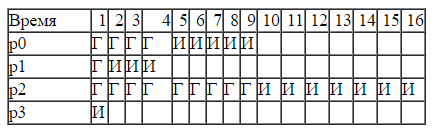 Время 1 2 3 4 5 6 7 8 9 10 11 12 13 14 15 16
p0 Г Г Г Г И И И И И
p1 Г И И И
p2 Г Г Г Г Г Г Г Г Г И И И И И И И
p3 И